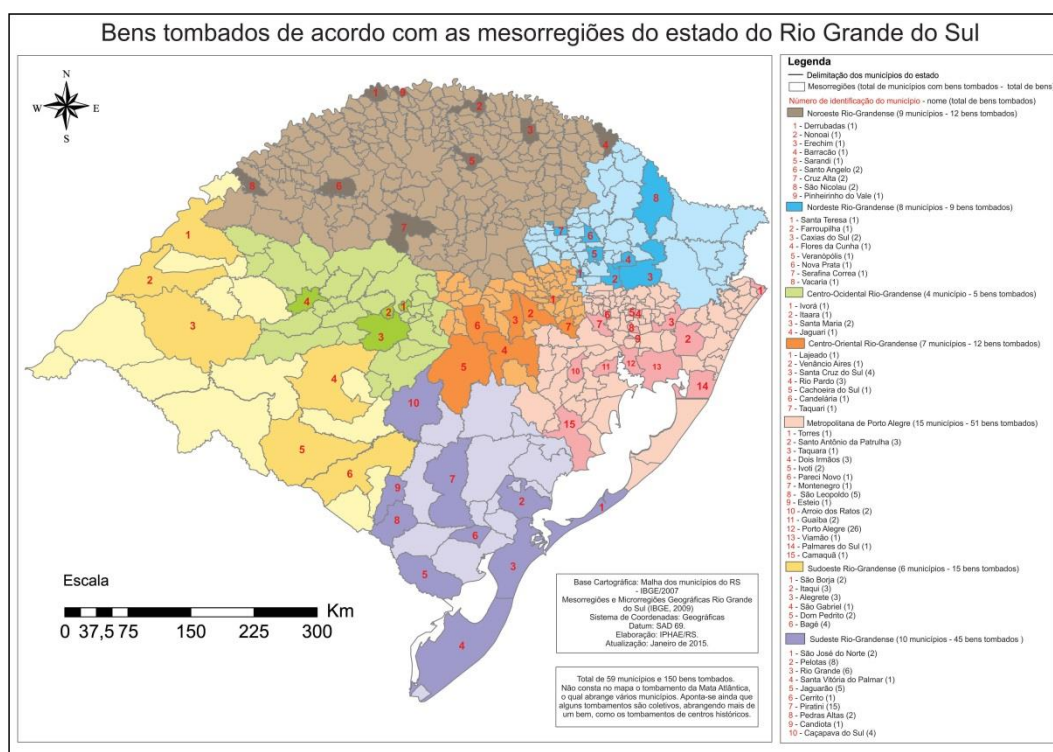 Bens tombados de acordo com as mesorregiões do estado do Rio Grande do Sul
N
W
E
S
Escala
Km
0 37,5 75 150 225 300
Base Cartográfica: Malha dos municípios do RS
- IBGE/2007
Mesorregiões e Microrregiões Geográficas Rio Grande
do Sul (IBGE, 2009)
Sistema de Coordenadas: Geográficas
Datum: SAD 69.
Elaboração: IPHAE/RS.
Atualização: Janeiro de 2015.
Total de 59 municípios e 150 bens tombados.
Não consta no mapa o tombamento da Mata Atlântica,
o qual abrange vários municípios. Aponta-se ainda que
alguns tombamentos são coletivos, abrangendo mais de
um bem, como os tombamentos de centros históricos.
Legenda
Delimitação dos municípios do estado
Mesorregiões (total de municípios com bens tombados - total de bens)
Número de identificação do município - nome (total de bens tombados)
Noroeste Rio-Grandense (9 municípios - 12 bens tombados)
1 - Derrubadas (1)
2 - Nonoai (1)
3 - Erechim (1)
4 - Barracão (1)
5 - Sarandi (1)
6 - Santo Angelo (2)
7 - Cruz Alta (2)
8 - São Nicolau (2)
9 - Pinheirinho do Vale (1)
Nordeste Rio-Grandense (8 municípios - 9 bens tombados)
1 - Santa Teresa (1)
2 - Farroupilha (1)
3 - Caxias do Sul (2)
4 - Flores da Cunha (1)
5 - Veranópólis (1)
6 - Nova Prata (1)
7 - Serafina Correa (1)
8 - Vacaria (1)
Centro-Ocidental Rio-Grandense (4 município - 5 bens tombados)
1 - Ivorá (1)
2 - Itaara (1)
3 - Santa Maria (2)
4 - Jaguari (1)
Centro-Oriental Rio-Grandense (7 municípios - 12 bens tombados)
1 - Lajeado (1)
2 - Venâncio Aires (1)
3 - Santa Cruz do Sul (4)
4 - Rio Pardo (3)
5 - Cachoeira do Sul (1)
6 - Candelária (1)
7 - Taquari (1)
Metropolitana de Porto Alegre (15 municípios - 51 bens tombados)
1 - Torres (1)
2 - Santo Antônio da Patrulha (3)
3 - Taquara (1)
4 - Dois Irmãos (3)
5 - Ivoti (2)
6 - Pareci Novo (1)
7 - Montenegro (1)
8 - São Leopoldo (5)
9 - Esteio (1)
10 - Arroio dos Ratos (2)
11 - Guaíba (2)
12 - Porto Alegre (26)
13 - Viamão (1)
14 - Palmares do Sul (1)
15 - Camaquã (1)
Sudoeste Rio-Grandense (6 municípios - 15 bens tombados)
1 - São Borja (2)
2 - Itaqui (3)
3 - Alegrete (3)
4 - São Gabriel (1)
5 - Dom Pedrito (2)
6 - Bagé (4)
Sudeste Rio-Grandense (10 municípios - 45 bens tombados )
1 - São José do Norte (2)
2 - Pelotas (8)
3 - Rio Grande (6)
4 - Santa Vitória do Palmar (1)
5 - Jaguarão (5)
6 - Cerrito (1)
7 - Piratini (15)
8 - Pedras Altas (2)
9 - Candiota (1)
10 - Caçapava do Sul (4)